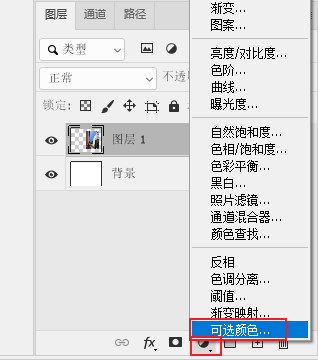 图层 通道 路径
类型
正常 不透明
锁定:
图层 1
背景
fx
渐变...
图案...
亮度/对比度...
色阶...
曲线...
曝光度...
自然饱和度...
色相/饱和度...
色彩平衡...
黑白...
照片滤镜...
通道混合器...
颜色查找...
反相
色调分离...
阈值...
渐变映射...
可选颜色...